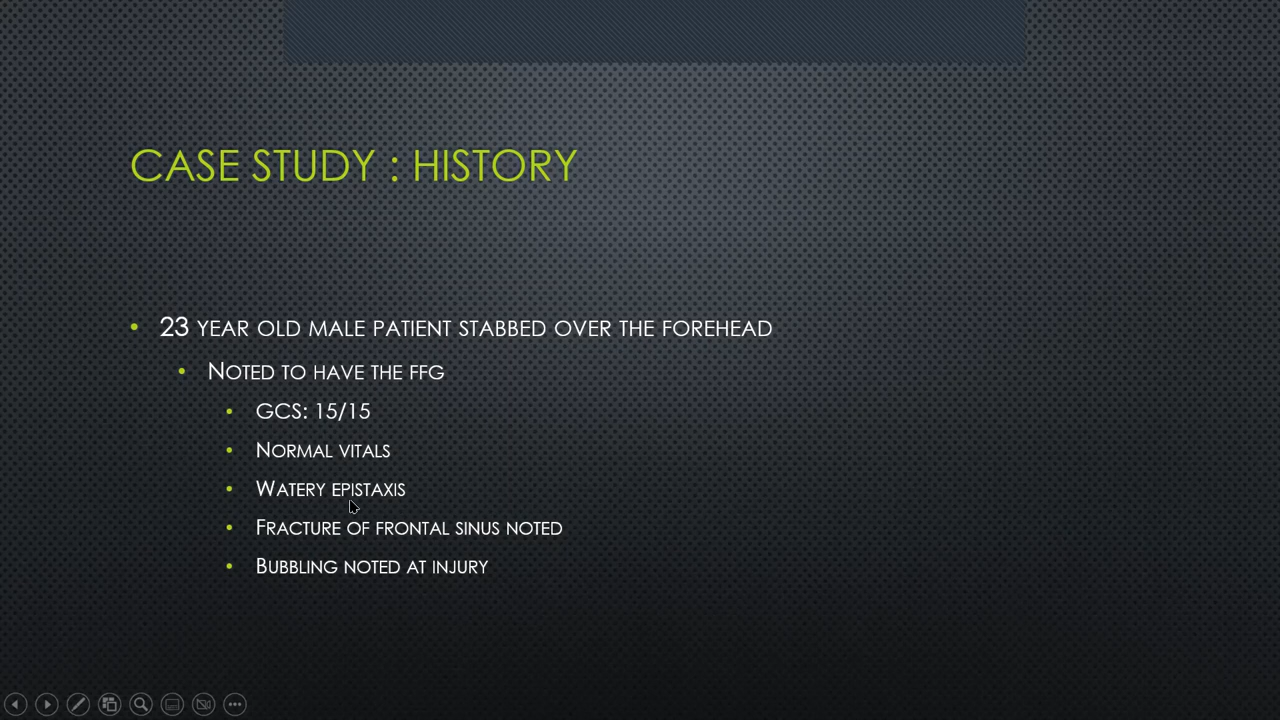 CASE STUDY : HISTORY
23 YEAR OLD MALE PATIENT STABBED OVER THE FOREHEAD
NOTED TO HAVE THE FFG
GCS: 15/15
NORMAL VITALS
WATERY EPISTAXIS
FRACTURE OF FRONTAL SINUS NOTED
BUBBLING NOTED AT INJURY